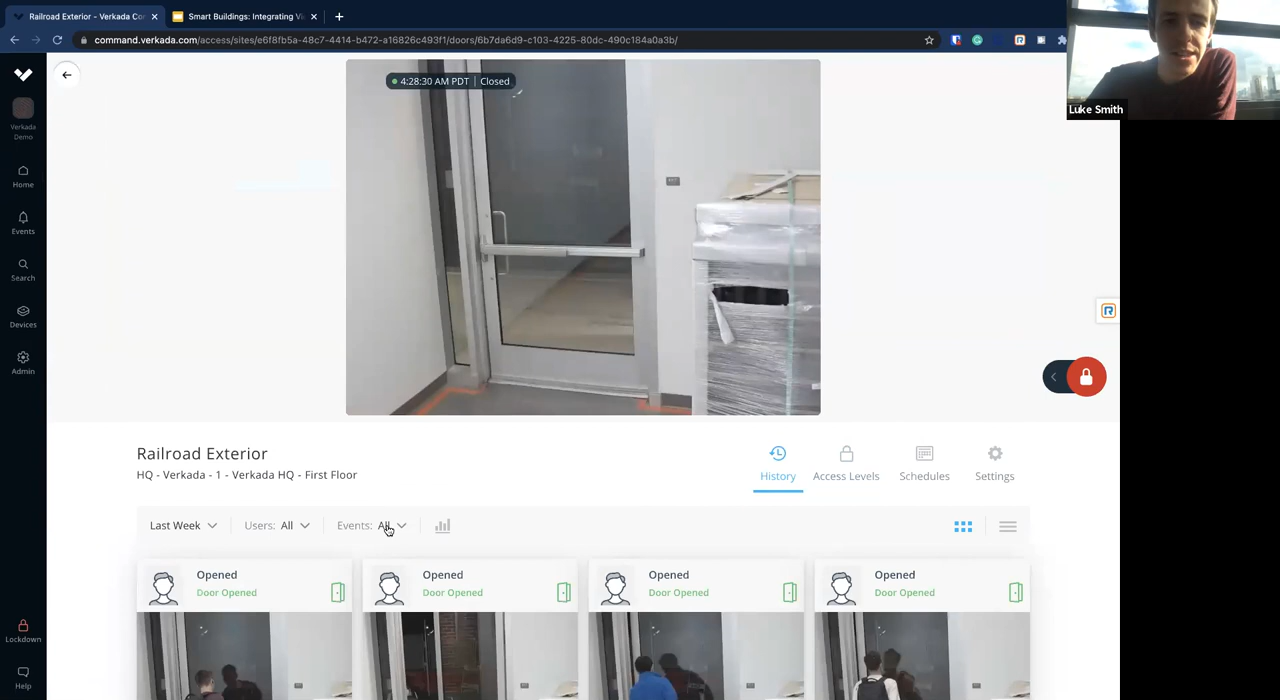 Railroad Exterior - Verkada Co
Smart Buildings: Integrating Vi
command.verkada.com/access/sites/e6f8fb5a-48c7-4414-b472-a16826c493f1/doors/6b7da6d9-c103-4225-80dc-490c184a0a3b/
Luke Smith
Verkada
Demo
Home
Events
Search
Devices
Admin
Lockdown
Help
4:28:30 AM PDT | Closed
Railroad Exterior
HQ - Verkada - 1 - Verkada HQ - First Floor
History
Access Levels
Schedules
Settings
Last Week
Users: All
Events: All
Opened
Door Opened
Opened
Door Opened
Opened
Door Opened
Opened
Door Opened